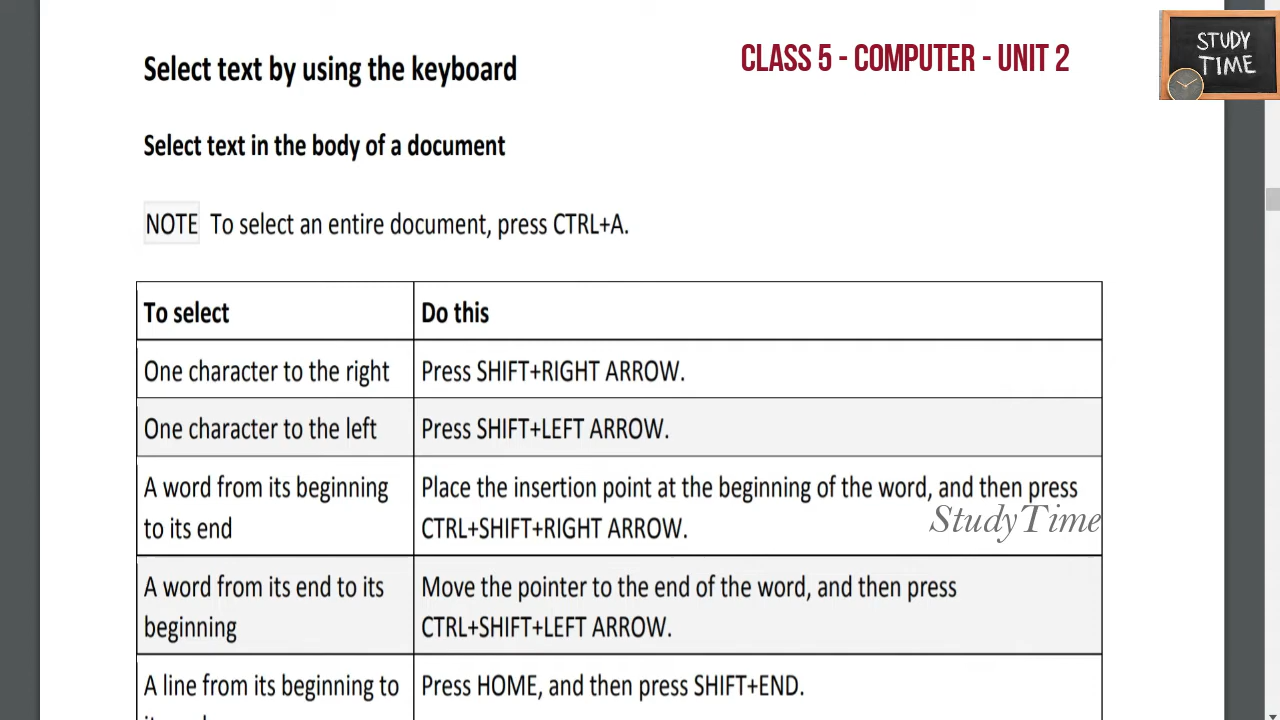 CLASS 5 - COMPUTER - UNIT 2
STUDY
TIME
Select text by using the keyboard
Select text in the body of a document
NOTE To select an entire document, press CTRL+A.
To select Do this
One character to the right Press SHIFT+RIGHT ARROW.
One character to the left Press SHIFT+LEFT ARROW.
A word from its beginning Place the insertion point at the beginning of the word, and then press
to its end CTRL+SHIFT+RIGHT ARROW.
StudyTime
A word from its end to its Move the pointer to the end of the word, and then press
beginning CTRL+SHIFT+LEFT ARROW.
A line from its beginning to Press HOME, and then press SHIFT+END.